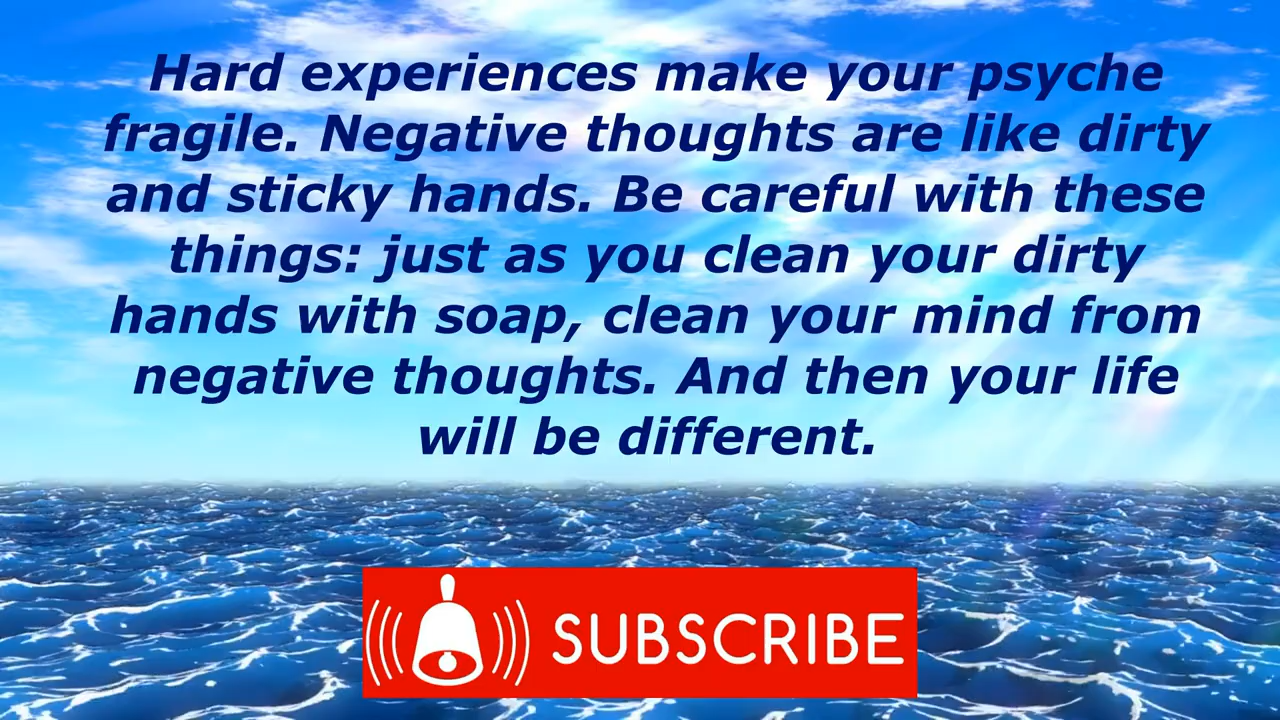 Hard experiences make your psyche
fragile. Negative thoughts are like dirty
and sticky hands. Be careful with these
things: just as you clean your dirty
hands with soap, clean your mind from
negative thoughts. And then your life
will be different.
SUBSCRIBE